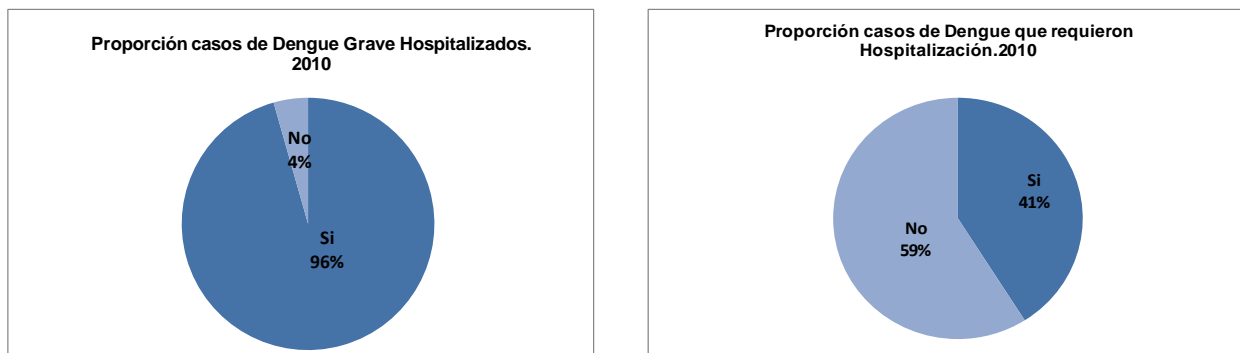 Proporción casos de Dengue Grave Hospitalizados.
2010
No
4%
Si
96%
Proporción casos de Dengue que requieron
Hospitalización.2010
Si
41%
No
59%